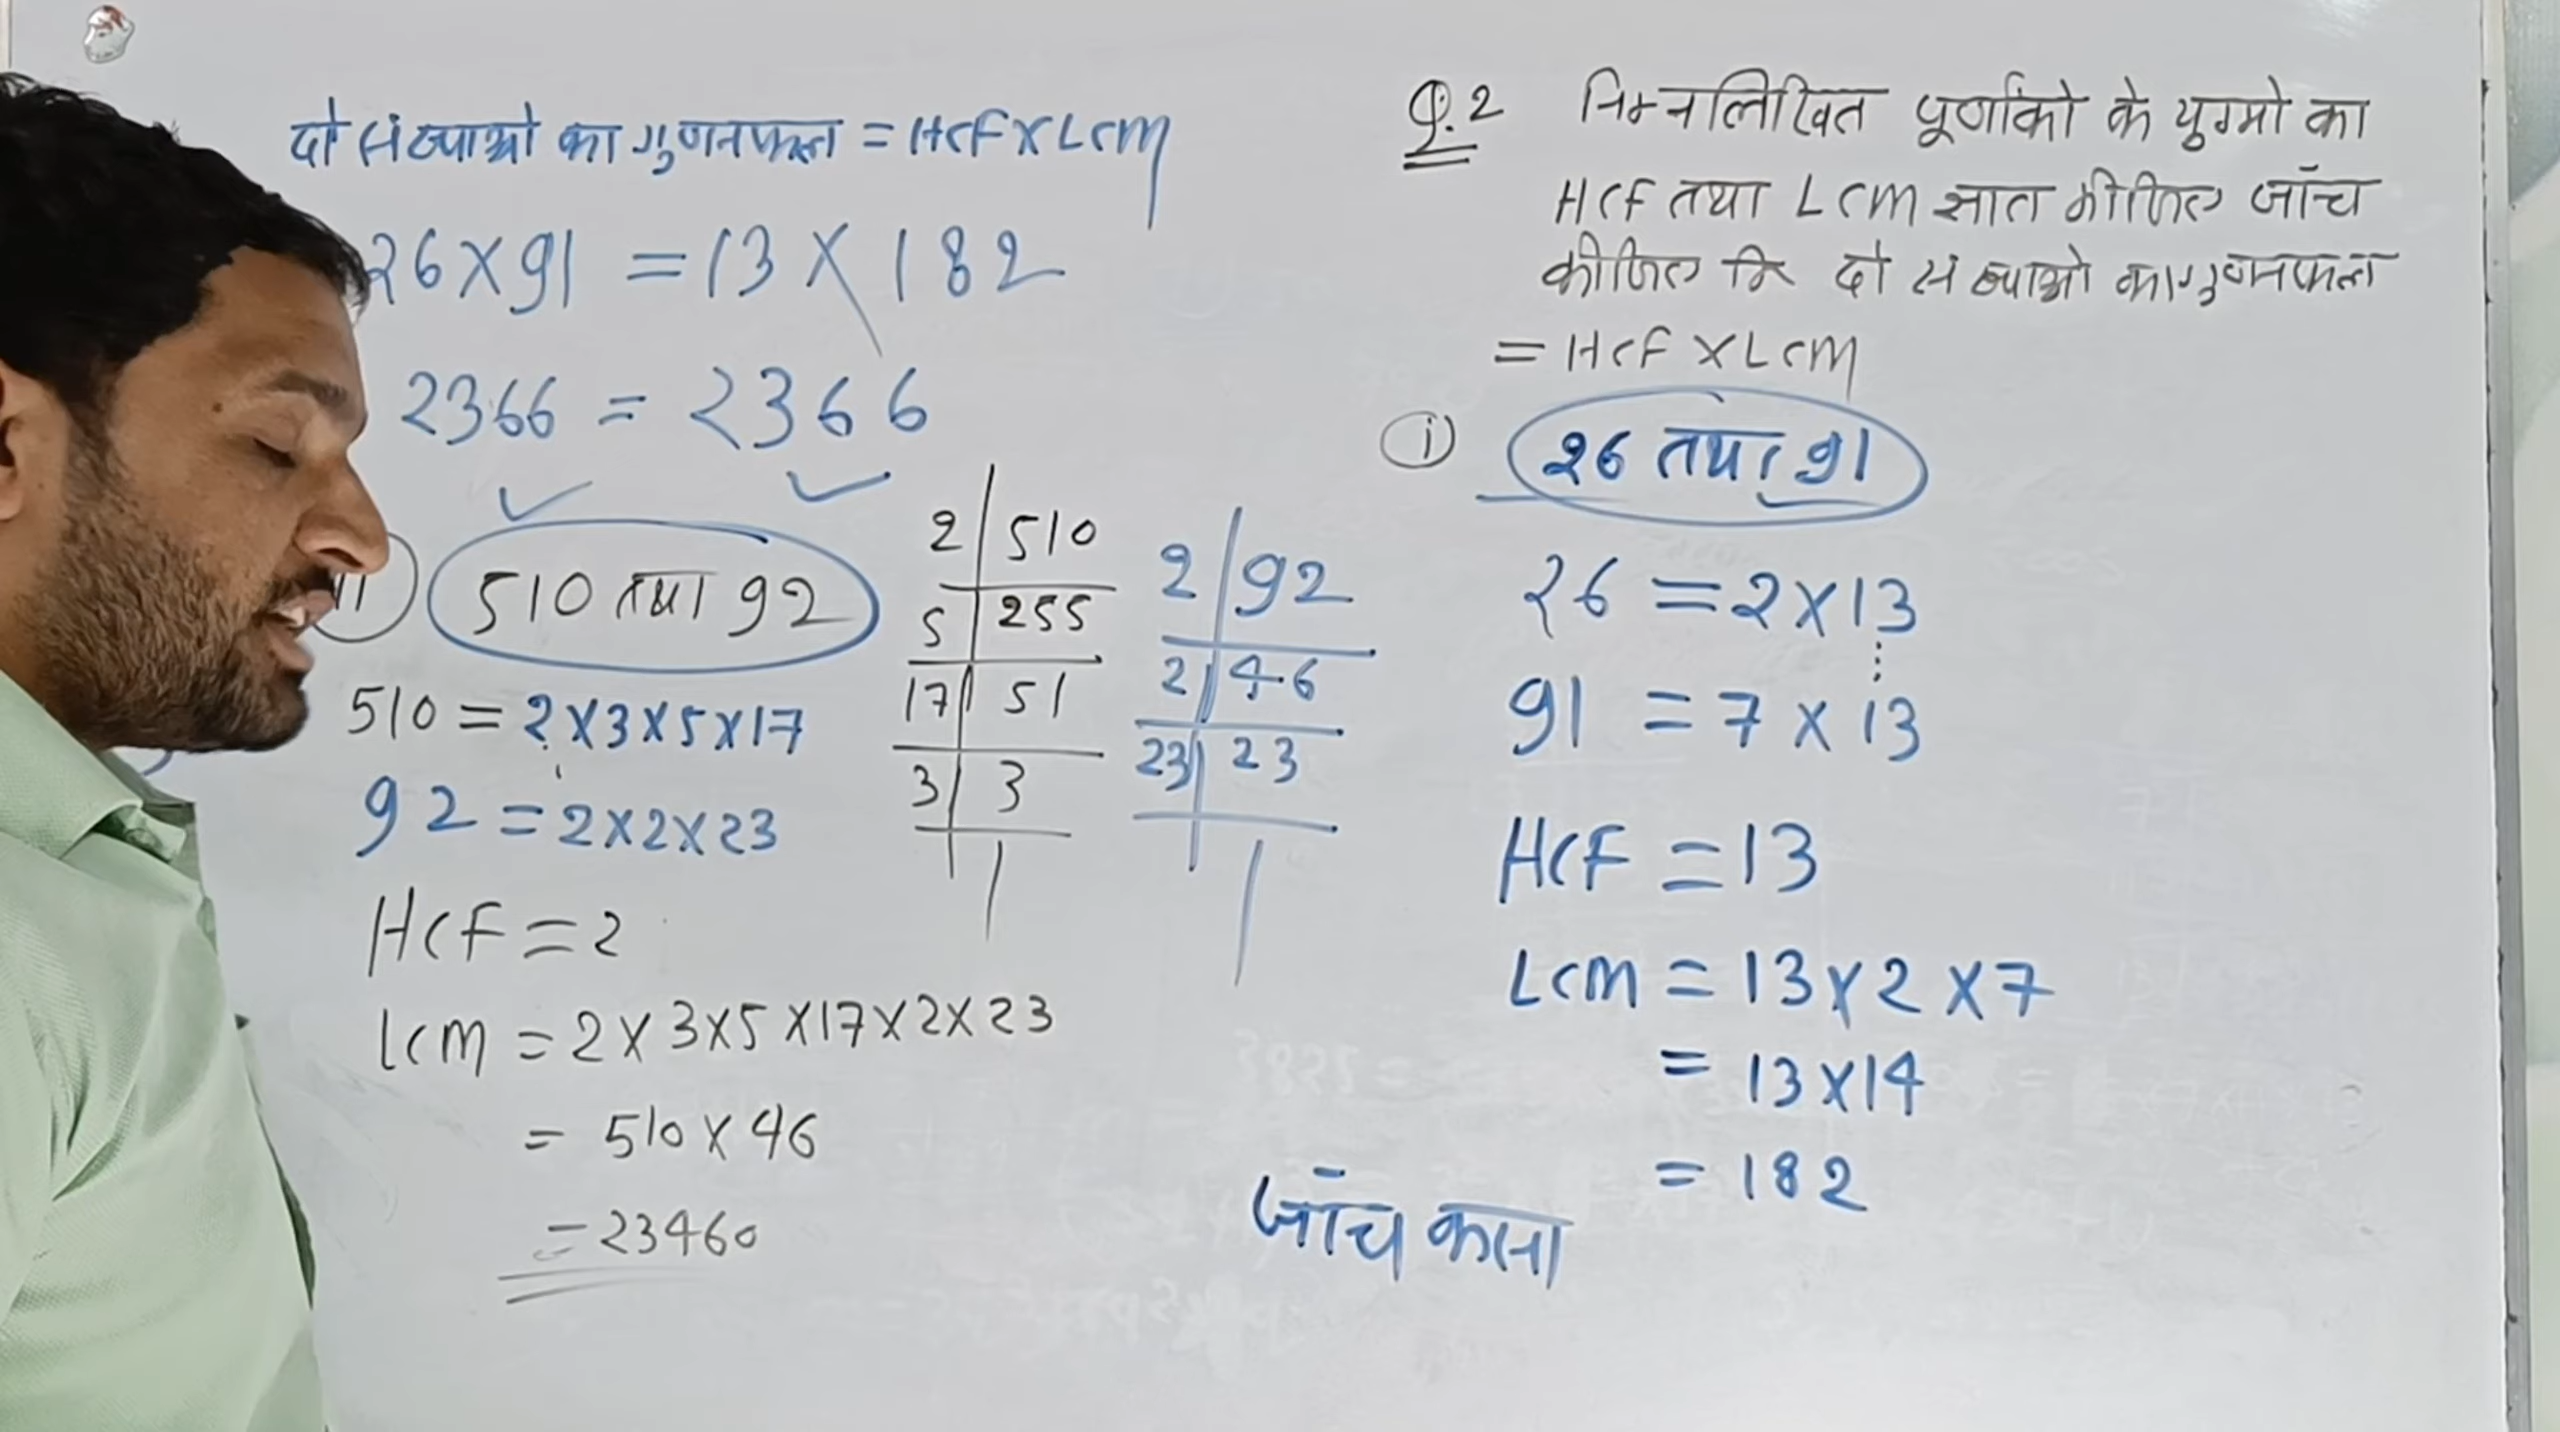 Q.2 निम्नलिखित पूर्णांको के युग्मो का
HCF तथा LCM ज्ञात कीजिए जाँच
कीजिए कि दो संख्याओ का गुणनफल
= HCF X LCM
(i) 26 तथा 91
26 = 2 X 13
91 = 7 X 13
HCF = 13
LCM = 13 X 2 X 7
= 13 X 14
= 182
जाँच करना
दो संख्याओ का गुणनफल = HCF X LCM
26 X 91 = 13 X 182
2366 = 2366
510 तथा 92
510 = 2 X 3 X 5 X 17
92 = 2 X 2 X 23
HCF = 2
LCM = 2 X 3 X 5 X 17 X 2 X 23
= 510 X 46
= 23460
2 | 510
5 | 255
17 | 51
3 | 3
1
2 | 92
2 | 46
23 | 23
1